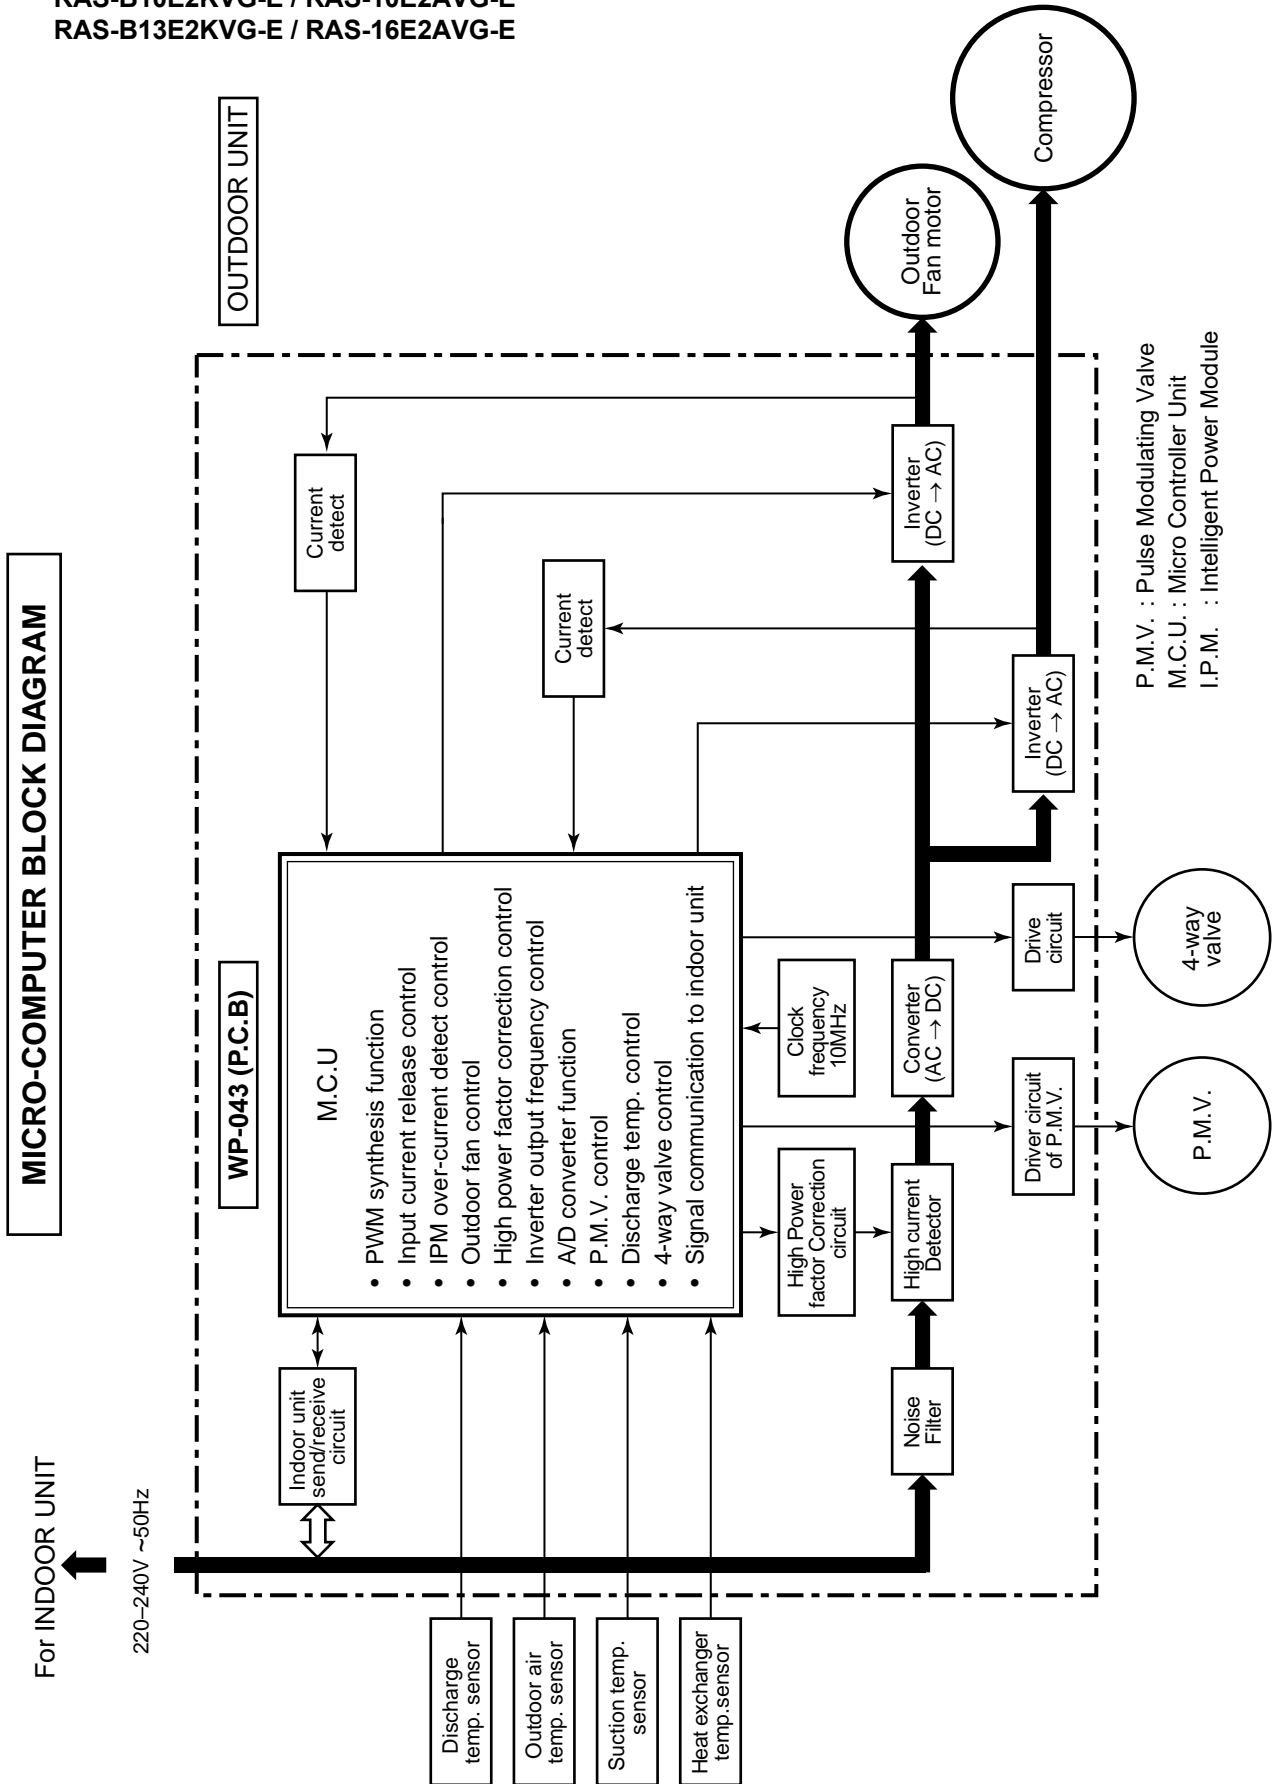 RAS-B10E2KVG-E / RAS-10E2AVG-E
RAS-B13E2KVG-E / RAS-16E2AVG-E
MICRO-COMPUTER BLOCK DIAGRAM
For INDOOR UNIT
220–240V ~50Hz
WP-043 (P.C.B)
OUTDOOR UNIT
Indoor unit
send/receive
circuit
M.C.U
• PWM synthesis function
• Input current release control
• IPM over-current detect control
• Outdoor fan control
• High power factor correction control
• Inverter output frequency control
• A/D converter function
• P.M.V. control
• Discharge temp. control
• 4-way valve control
• Signal communication to indoor unit
Current
detect
Current
detect
Discharge
temp. sensor
Outdoor air
temp. sensor
Suction temp.
sensor
Heat exchanger
temp.sensor
High Power
factor Correction
circuit
Clock
frequency
10MHz
Noise
Filter
High current
Detector
Converter
(AC → DC)
Inverter
(DC → AC)
Outdoor
Fan motor
Driver circuit
of P.M.V.
Drive
circuit
Inverter
(DC → AC)
Compressor
P.M.V.
4-way
valve
P.M.V. : Pulse Modulating Valve
M.C.U. : Micro Controller Unit
I.P.M. : Intelligent Power Module